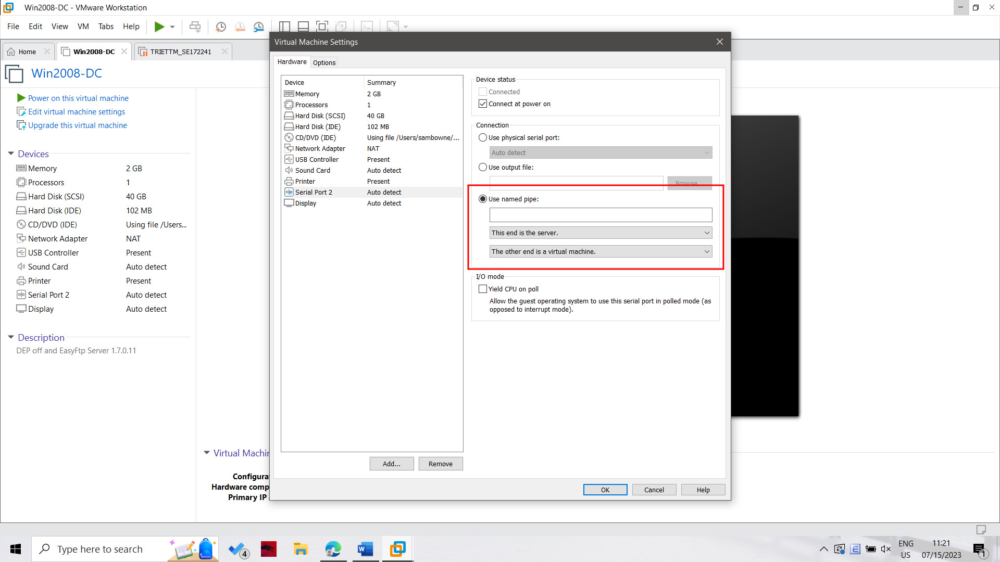 Win2008-DC - VMware Workstation
File Edit View VM Tabs Help
Home Win2008-DC TRIETTM_SE172241
Win2008-DC
Power on this virtual machine
Edit virtual machine settings
Upgrade this virtual machine
Devices
Memory 2 GB
Processors 1
Hard Disk (SCSI) 40 GB
Hard Disk (IDE) 102 MB
CD/DVD (IDE) Using file /Users...
Network Adapter NAT
USB Controller Present
Sound Card Auto detect
Printer Present
Serial Port 2 Auto detect
Display Auto detect
Description
DEP off and EasyFtp Server 1.7.0.11
Virtual Machin
Configura
Hardware comp
Primary IP
Virtual Machine Settings
Hardware Options
Device Summary
Memory 2 GB
Processors 1
Hard Disk (SCSI) 40 GB
Hard Disk (IDE) 102 MB
CD/DVD (IDE) Using file /Users/sambowne/...
Network Adapter NAT
USB Controller Present
Sound Card Auto detect
Printer Present
Serial Port 2 Auto detect
Display Auto detect
Add... Remove
Device status
Connected
Connect at power on
Connection
Use physical serial port:
Auto detect
Use output file:
Browse...
Use named pipe:
This end is the server.
The other end is a virtual machine.
I/O mode
Yield CPU on poll
Allow the guest operating system to use this serial port in polled mode (as
opposed to interrupt mode).
OK Cancel Help
Type here to search
4
W
E
ENG
US
11:21
07/15/2023
1